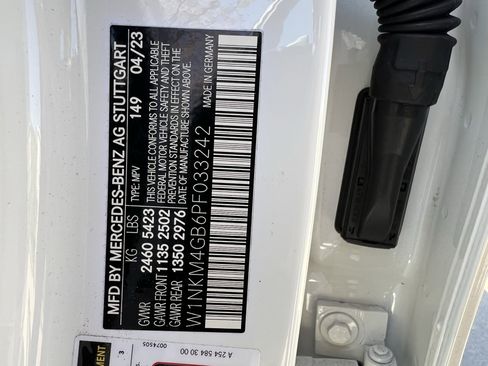 MFD BY MERCEDES-BENZ AG STUTTGART
149 04/23
KG LBS TYPE: MPV
GVWR 2460 5423
GAWR FRONT 1135 2502
GAWR REAR 1350 2976
THIS VEHICLE CONFORMS TO ALL APPLICABLE
FEDERAL MOTOR VEHICLE SAFETY AND THEFT
PREVENTION STANDARDS IN EFFECT ON THE
DATE OF MANUFACTURE SHOWN ABOVE.
W1NKM4GB6PF033242
MADE IN GERMANY
A 254 584 30 00
0074505
3